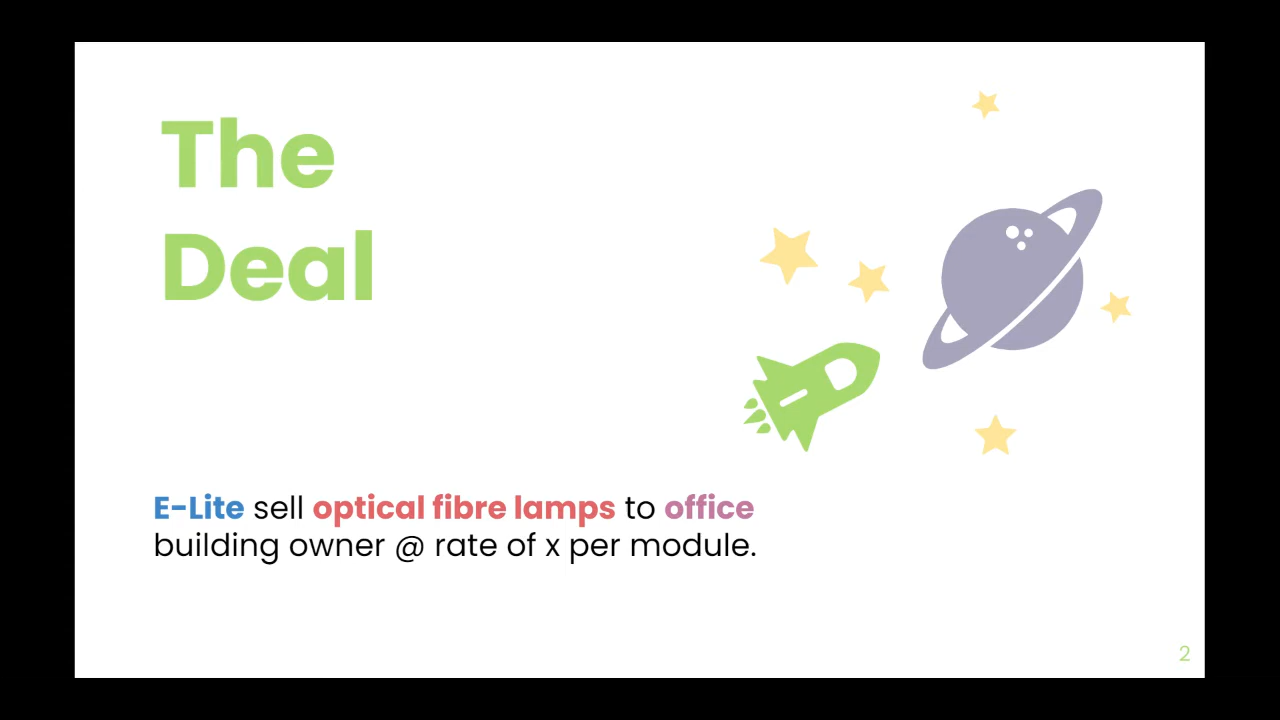 The
Deal
E-Lite sell optical fibre lamps to office
building owner @ rate of x per module.
2